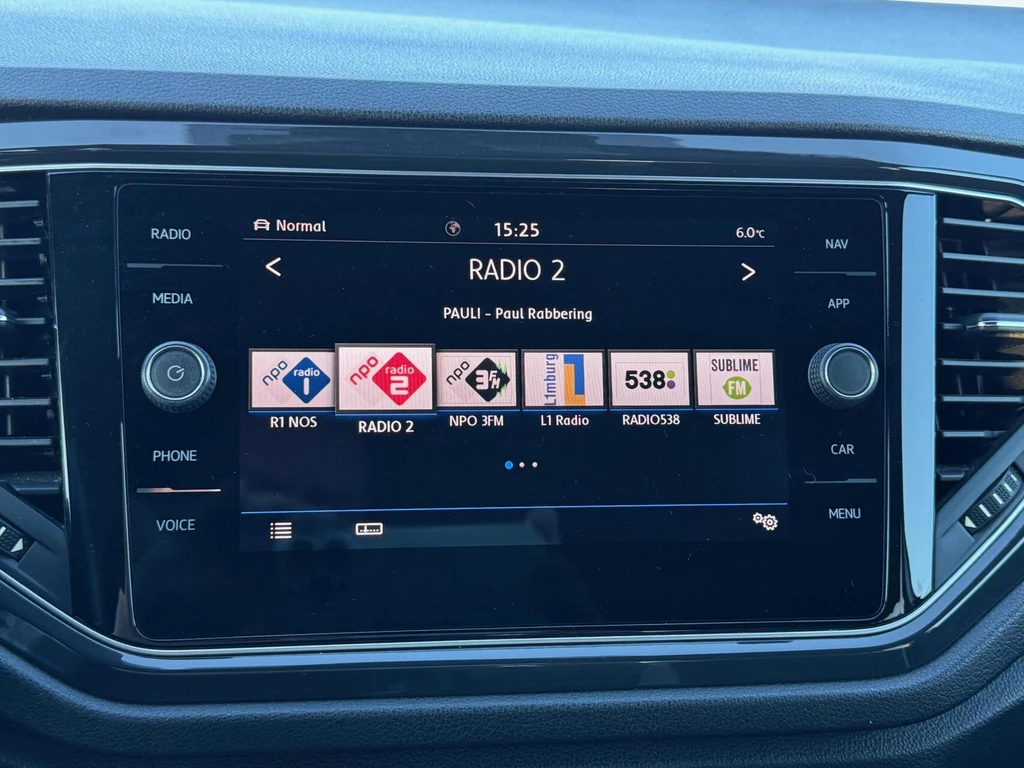 RADIO
MEDIA
PHONE
VOICE
Normal
15:25
6.0°C
<
RADIO 2
>
PAULI - Paul Rabbering
npo radio 1
npo radio 2
npo 3FM
L1mburg L1
538
SUBLIME FM
R1 NOS
RADIO 2
NPO 3FM
L1 Radio
RADIO538
SUBLIME
NAV
APP
CAR
MENU